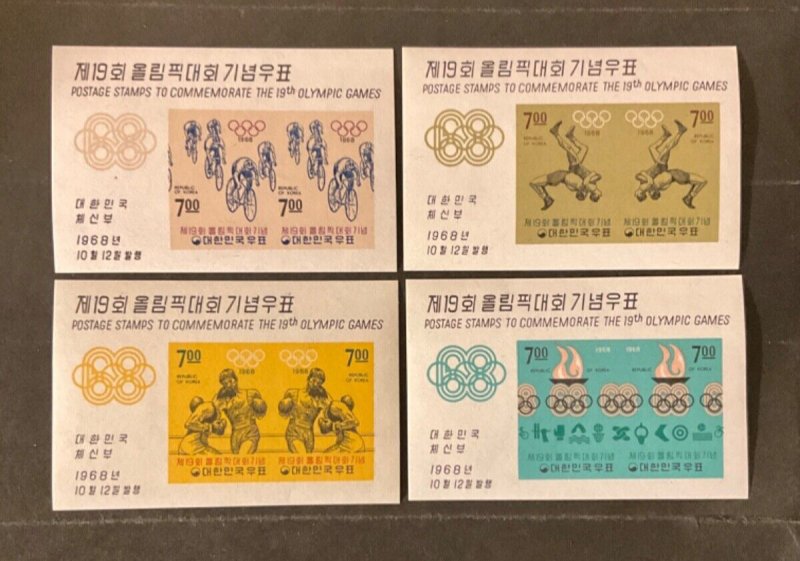 제19회 올림픽대회 기념우표
POSTAGE STAMPS TO COMMEMORATE THE 19th OLYMPIC GAMES
1968
1968
REPUBLIC OF KOREA
REPUBLIC OF KOREA
7 00
7 00
제19회 올림픽대회기념
제19회 올림픽대회기념
대한민국우표
대한민국우표
대한민국
체신부
1968년
10월 12일 발행
제19회 올림픽대회 기념우표
POSTAGE STAMPS TO COMMEMORATE THE 19th OLYMPIC GAMES
7 00
7 00
1968
1968
REPUBLIC OF KOREA
REPUBLIC OF KOREA
제19회 올림픽대회기념
제19회 올림픽대회기념
대한민국우표
대한민국우표
대한민국
체신부
1968년
10월 12일 발행
제19회 올림픽대회 기념우표
POSTAGE STAMPS TO COMMEMORATE THE 19th OLYMPIC GAMES
7 00
7 00
1968
1968
REPUBLIC OF KOREA
REPUBLIC OF KOREA
제19회 올림픽대회기념
제19회 올림픽대회기념
대한민국우표
대한민국우표
대한민국
체신부
1968년
10월 12일 발행
제19회 올림픽대회 기념우표
POSTAGE STAMPS TO COMMEMORATE THE 19th OLYMPIC GAMES
7 00
1968
1968
7 00
REPUBLIC OF KOREA
REPUBLIC OF KOREA
제19회 올림픽대회기념
제19회 올림픽대회기념
대한민국우표
대한민국우표
대한민국
체신부
1968년
10월 12일 발행